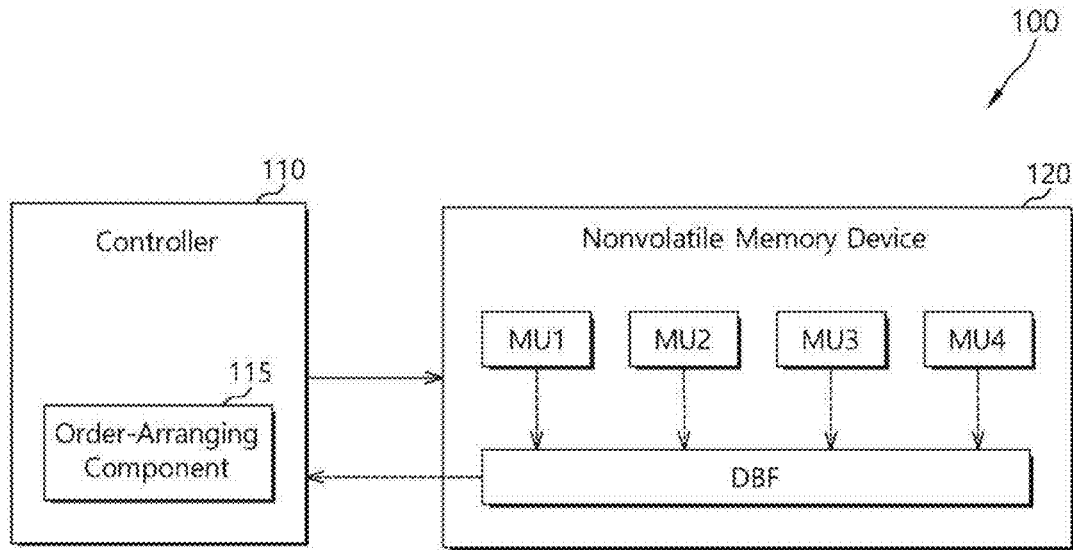 100
110
120
Controller
Nonvolatile Memory Device
MU1
MU2
MU3
MU4
115
Order-Arranging
Component
DBF